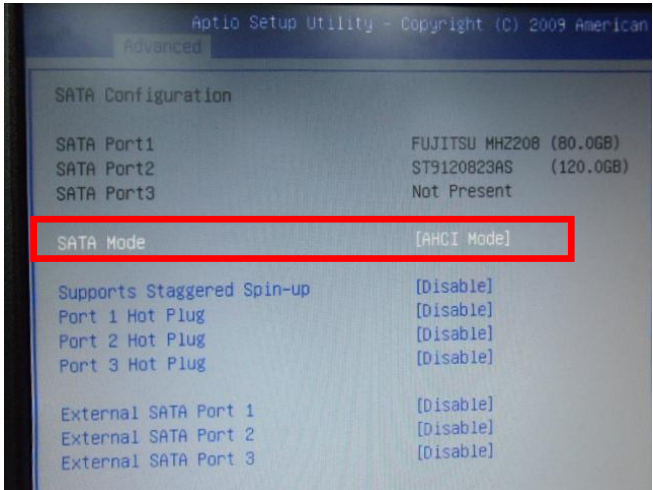 Aptio Setup Utility - Copyright (C) 2009 American
Advanced
SATA Configuration
SATA Port1 FUJITSU MHZ208 (80.0GB)
SATA Port2 ST9120823AS (120.0GB)
SATA Port3 Not Present
SATA Mode [AHCI Mode]
Supports Staggered Spin-up [Disable]
Port 1 Hot Plug [Disable]
Port 2 Hot Plug [Disable]
Port 3 Hot Plug [Disable]
External SATA Port 1 [Disable]
External SATA Port 2 [Disable]
External SATA Port 3 [Disable]